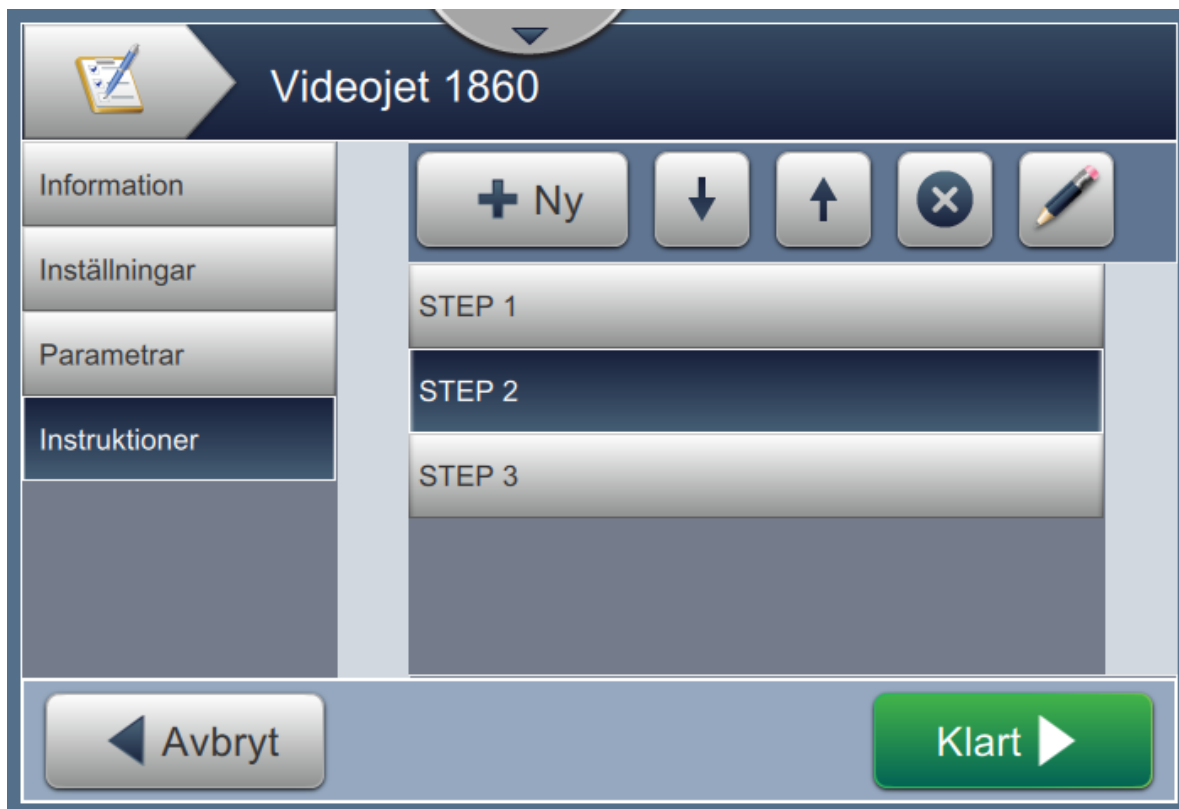 Videojet 1860
Information
Inställningar
Parametrar
Instruktioner
Ny
STEP 1
STEP 2
STEP 3
Avbryt
Klart